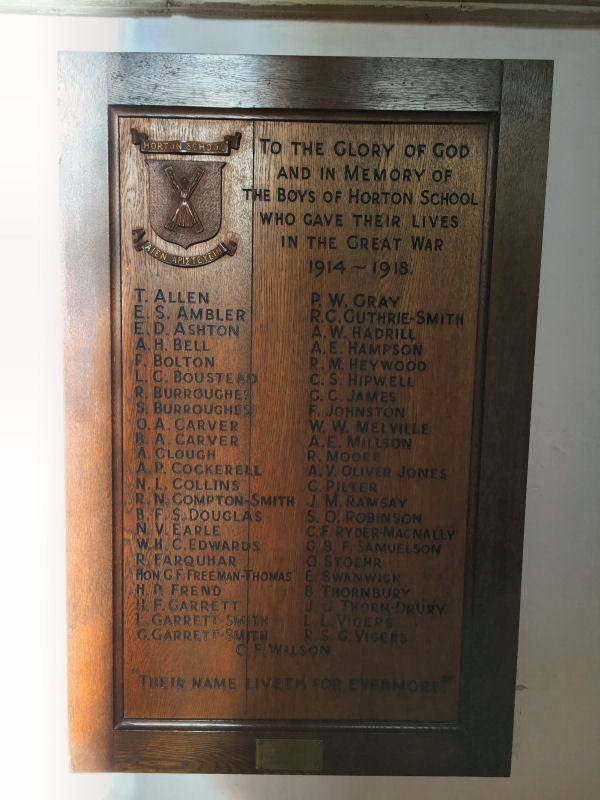 HORTON SCHOOL
AIEN ARISTEYEIN
TO THE GLORY OF GOD
AND IN MEMORY OF
THE BOYS OF HORTON SCHOOL
WHO GAVE THEIR LIVES
IN THE GREAT WAR
1914 ~ 1918.
T. ALLEN
E. S. AMBLER
E. D. ASHTON
A. H. BELL
F. BOLTON
L. C. BOUSTEAD
R. BURROUGHES
S. BURROUGHES
O. A. CARVER
B. A. CARVER
A. CLOUGH
A. P. COCKERELL
N. L. COLLINS
R. N. COMPTON-SMITH
B. F. S. DOUGLAS
N. V. EARLE
W. H. C. EDWARDS
R. FARQUHAR
HON. G. F. FREEMAN-THOMAS
H. P. FREND
H. F. GARRETT
L. GARRETT-SMITH
G. GARRETT-SMITH
P. W. GRAY
R. C. GUTHRIE-SMITH
A. W. HADRILL
A. E. HAMPSON
R. M. HEYWOOD
C. S. HIPWELL
G. C. JAMES
F. JOHNSTON
W. W. MELVILLE
A. E. MILLSON
R. MOORE
A. V. OLIVER JONES
C. PILTER
J. M. RAMSAY
S. O. ROBINSON
C. F. RYDER-MACNALLY
G. B. F. SAMUELSON
O. STOEHR
E. SWANWICK
B. THORNBURY
J. G. THORN-DRURY
L. L. VIGERS
R. S. G. VIGERS
C. F. WILSON
"THEIR NAME LIVETH FOR EVERMORE."